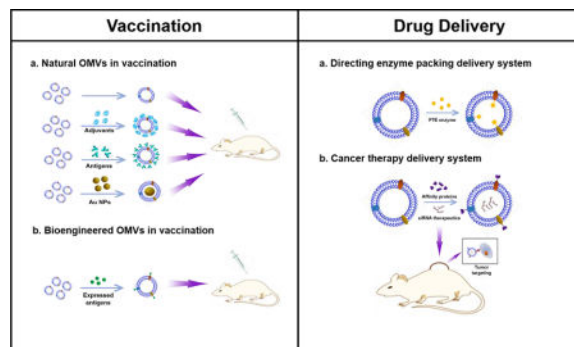 Vaccination
a. Natural OMVs in vaccination
Adjuvants
Antigens
Au NPs
b. Bioengineered OMVs in vaccination
Expressed
antigens
Drug Delivery
a. Directing enzyme packing delivery system
PTE enzyme
b. Cancer therapy delivery system
Affinity proteins
siRNA therapeutics
Tumor
targeting